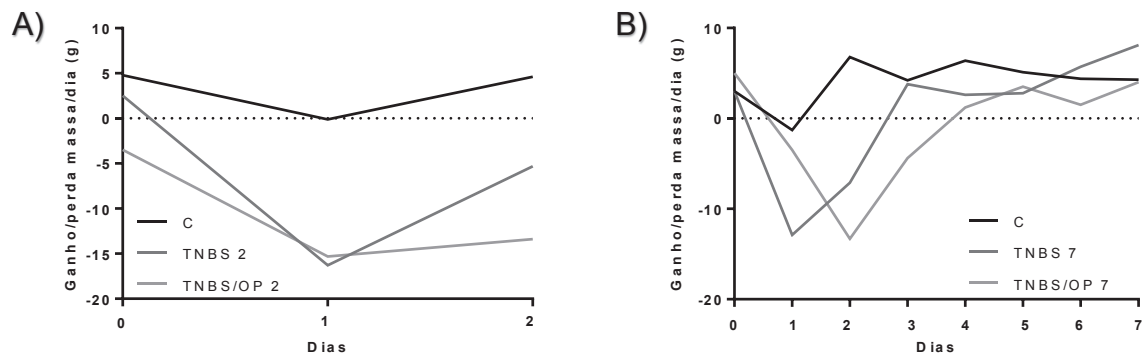 A)
Ganho/perda massa/dia (g)
10
5
0
-5
-10
-15
-20
C
TNBS 2
TNBS/OP 2
0
1
2
Dias
B)
Ganho/perda massa/dia (g)
10
0
-10
-20
C
TNBS 7
TNBS/OP 7
0
1
2
3
4
5
6
7
Dias